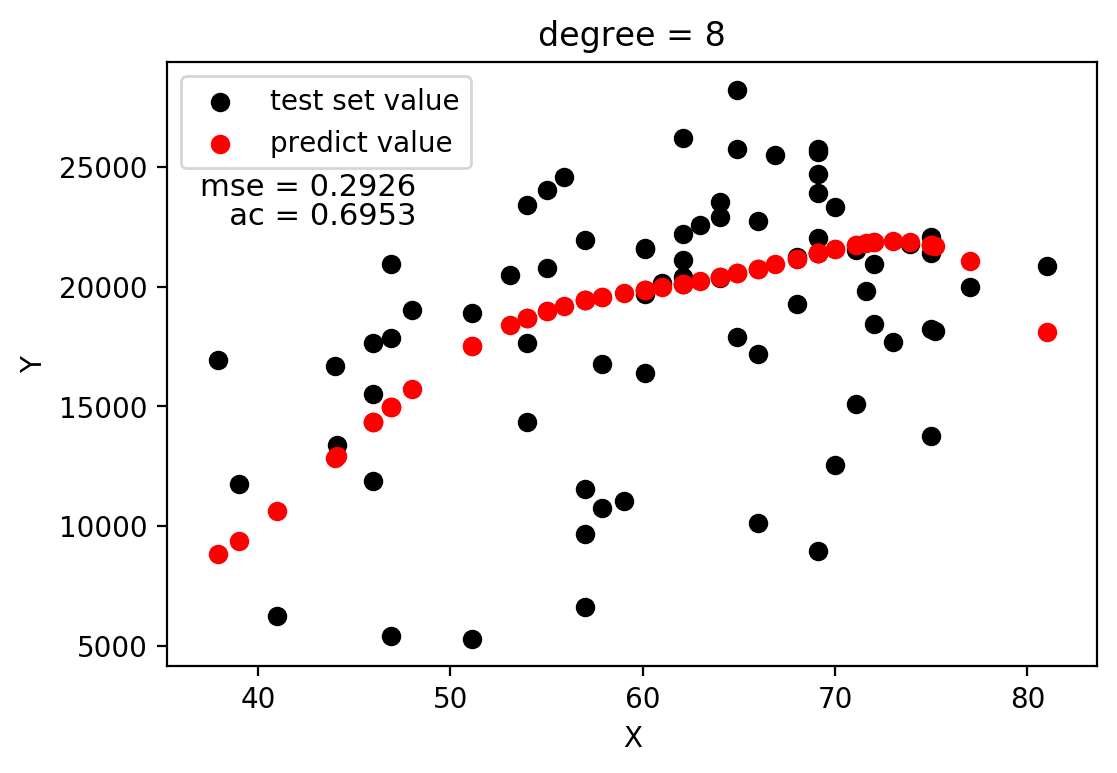 degree = 8
test set value
predict value
mse = 0.2926
ac = 0.6953
25000
20000
15000
10000
5000
Y
40 50 60 70 80
X